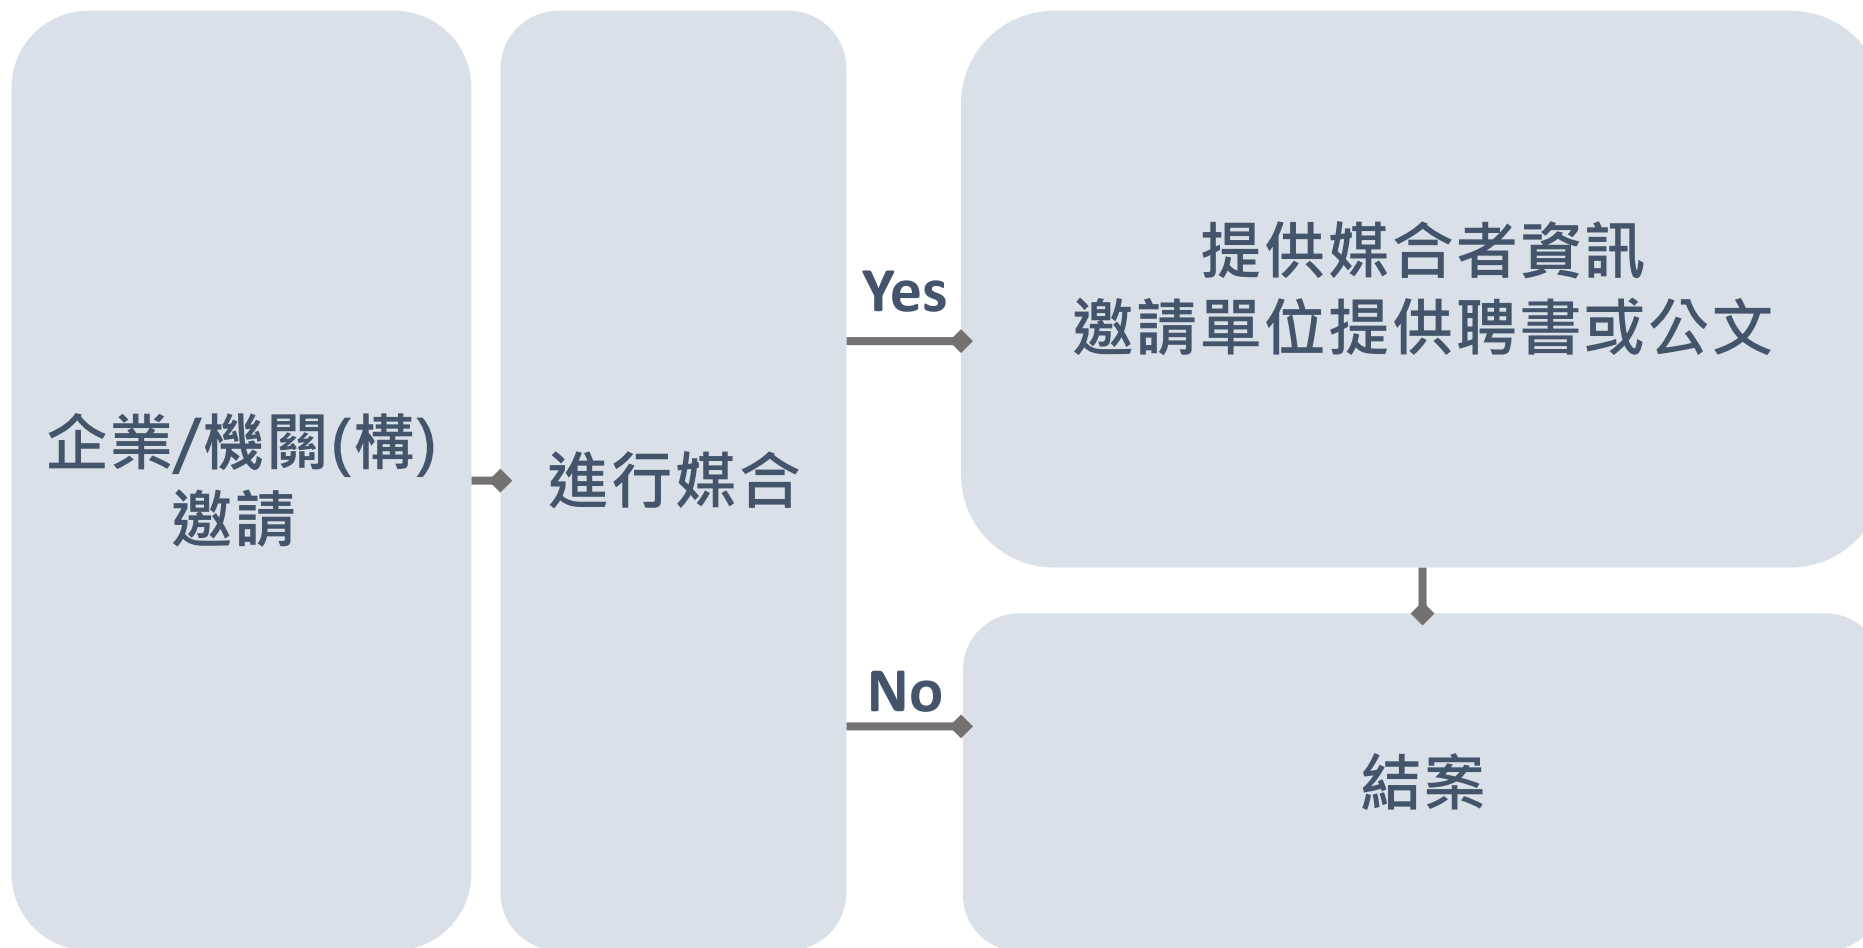 企業/機關(構)
邀請
進行媒合
Yes
提供媒合者資訊
邀請單位提供聘書或公文
No
結案